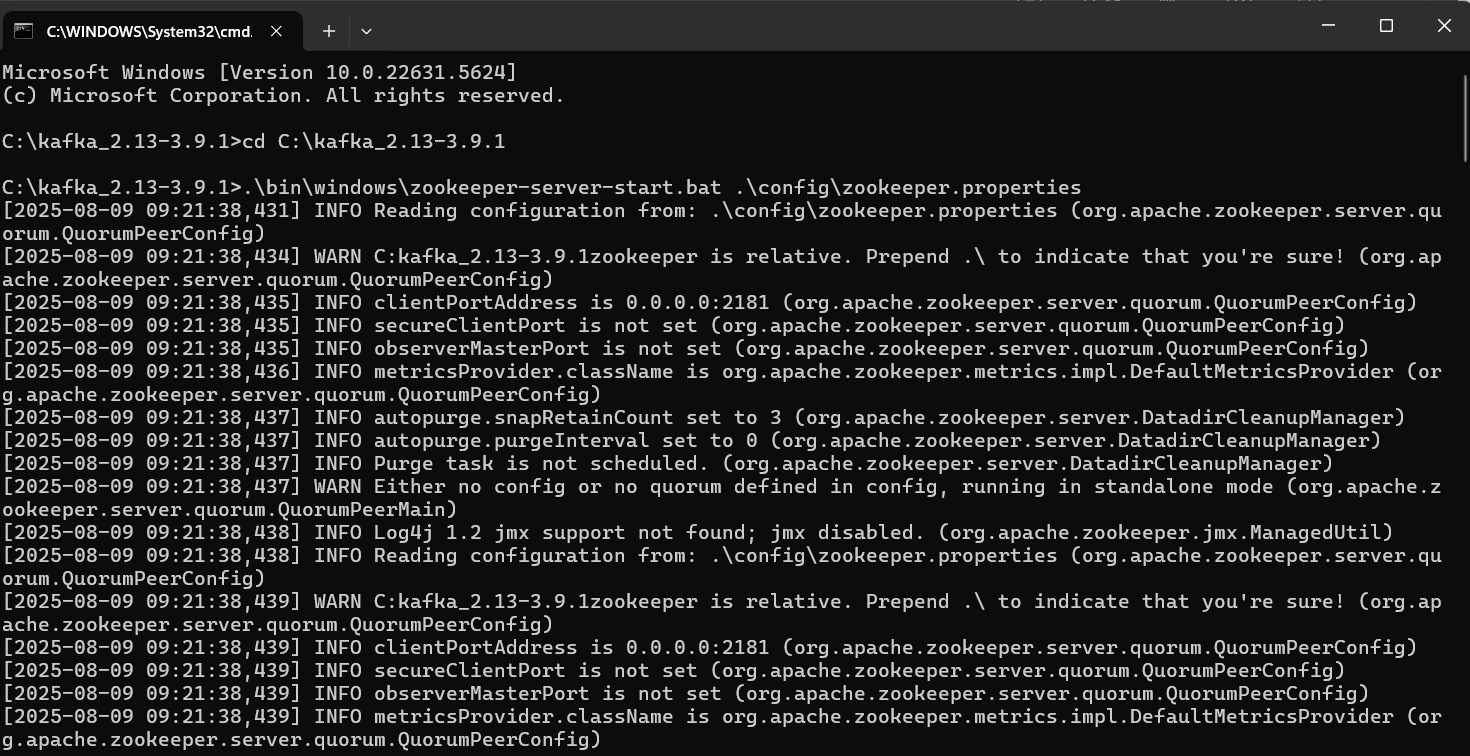 C:\WINDOWS\System32\cmd.
Microsoft Windows [Version 10.0.22631.5624]
(c) Microsoft Corporation. All rights reserved.
C:\kafka_2.13-3.9.1>cd C:\kafka_2.13-3.9.1
C:\kafka_2.13-3.9.1>.\bin\windows\zookeeper-server-start.bat .\config\zookeeper.properties
[2025-08-09 09:21:38,431] INFO Reading configuration from: .\config\zookeeper.properties (org.apache.zookeeper.server.qu
orum.QuorumPeerConfig)
[2025-08-09 09:21:38,434] WARN C:kafka_2.13-3.9.1zookeeper is relative. Prepend .\ to indicate that you're sure! (org.ap
ache.zookeeper.server.quorum.QuorumPeerConfig)
[2025-08-09 09:21:38,435] INFO clientPortAddress is 0.0.0.0:2181 (org.apache.zookeeper.server.quorum.QuorumPeerConfig)
[2025-08-09 09:21:38,435] INFO secureClientPort is not set (org.apache.zookeeper.server.quorum.QuorumPeerConfig)
[2025-08-09 09:21:38,435] INFO observerMasterPort is not set (org.apache.zookeeper.server.quorum.QuorumPeerConfig)
[2025-08-09 09:21:38,436] INFO metricsProvider.className is org.apache.zookeeper.metrics.impl.DefaultMetricsProvider (or
g.apache.zookeeper.server.quorum.QuorumPeerConfig)
[2025-08-09 09:21:38,437] INFO autopurge.snapRetainCount set to 3 (org.apache.zookeeper.server.DatadirCleanupManager)
[2025-08-09 09:21:38,437] INFO autopurge.purgeInterval set to 0 (org.apache.zookeeper.server.DatadirCleanupManager)
[2025-08-09 09:21:38,437] INFO Purge task is not scheduled. (org.apache.zookeeper.server.DatadirCleanupManager)
[2025-08-09 09:21:38,437] WARN Either no config or no quorum defined in config, running in standalone mode (org.apache.z
ookeeper.server.quorum.QuorumPeerMain)
[2025-08-09 09:21:38,438] INFO Log4j 1.2 jmx support not found; jmx disabled. (org.apache.zookeeper.jmx.ManagedUtil)
[2025-08-09 09:21:38,438] INFO Reading configuration from: .\config\zookeeper.properties (org.apache.zookeeper.server.qu
orum.QuorumPeerConfig)
[2025-08-09 09:21:38,439] WARN C:kafka_2.13-3.9.1zookeeper is relative. Prepend .\ to indicate that you're sure! (org.ap
ache.zookeeper.server.quorum.QuorumPeerConfig)
[2025-08-09 09:21:38,439] INFO clientPortAddress is 0.0.0.0:2181 (org.apache.zookeeper.server.quorum.QuorumPeerConfig)
[2025-08-09 09:21:38,439] INFO secureClientPort is not set (org.apache.zookeeper.server.quorum.QuorumPeerConfig)
[2025-08-09 09:21:38,439] INFO observerMasterPort is not set (org.apache.zookeeper.server.quorum.QuorumPeerConfig)
[2025-08-09 09:21:38,439] INFO metricsProvider.className is org.apache.zookeeper.metrics.impl.DefaultMetricsProvider (or
g.apache.zookeeper.server.quorum.QuorumPeerConfig)